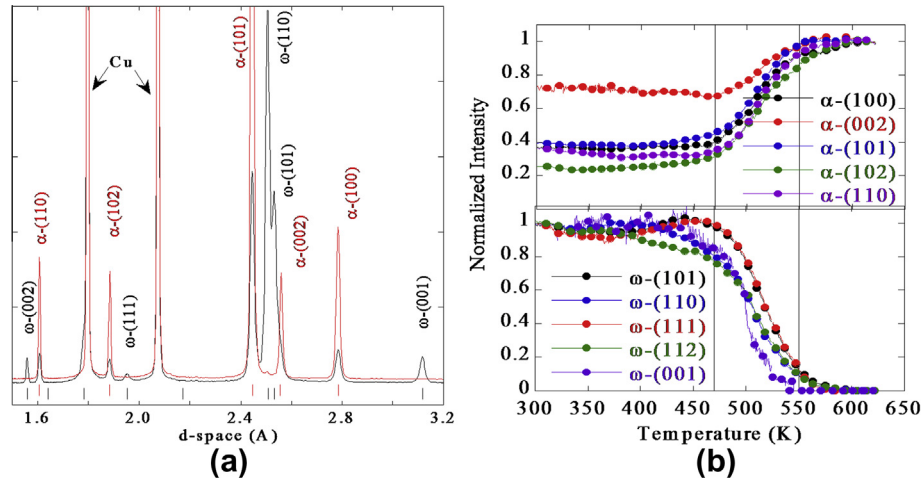 (a)
Cu
ω-(002)
α-(110)
α-(102)
ω-(111)
α-(101)
ω-(110)
ω-(101)
α-(002)
α-(100)
ω-(001)
1.6
2.0
2.4
2.8
3.2
d-space (A)
(a)
(b)
Normalized Intensity
1
0.8
0.6
0.4
0.2
0
α-(100)
α-(002)
α-(101)
α-(102)
α-(110)
1
0.8
0.6
0.4
0.2
0
ω-(101)
ω-(110)
ω-(111)
ω-(112)
ω-(001)
300 350 400 450 500 550 600 650
Temperature (K)
(b)